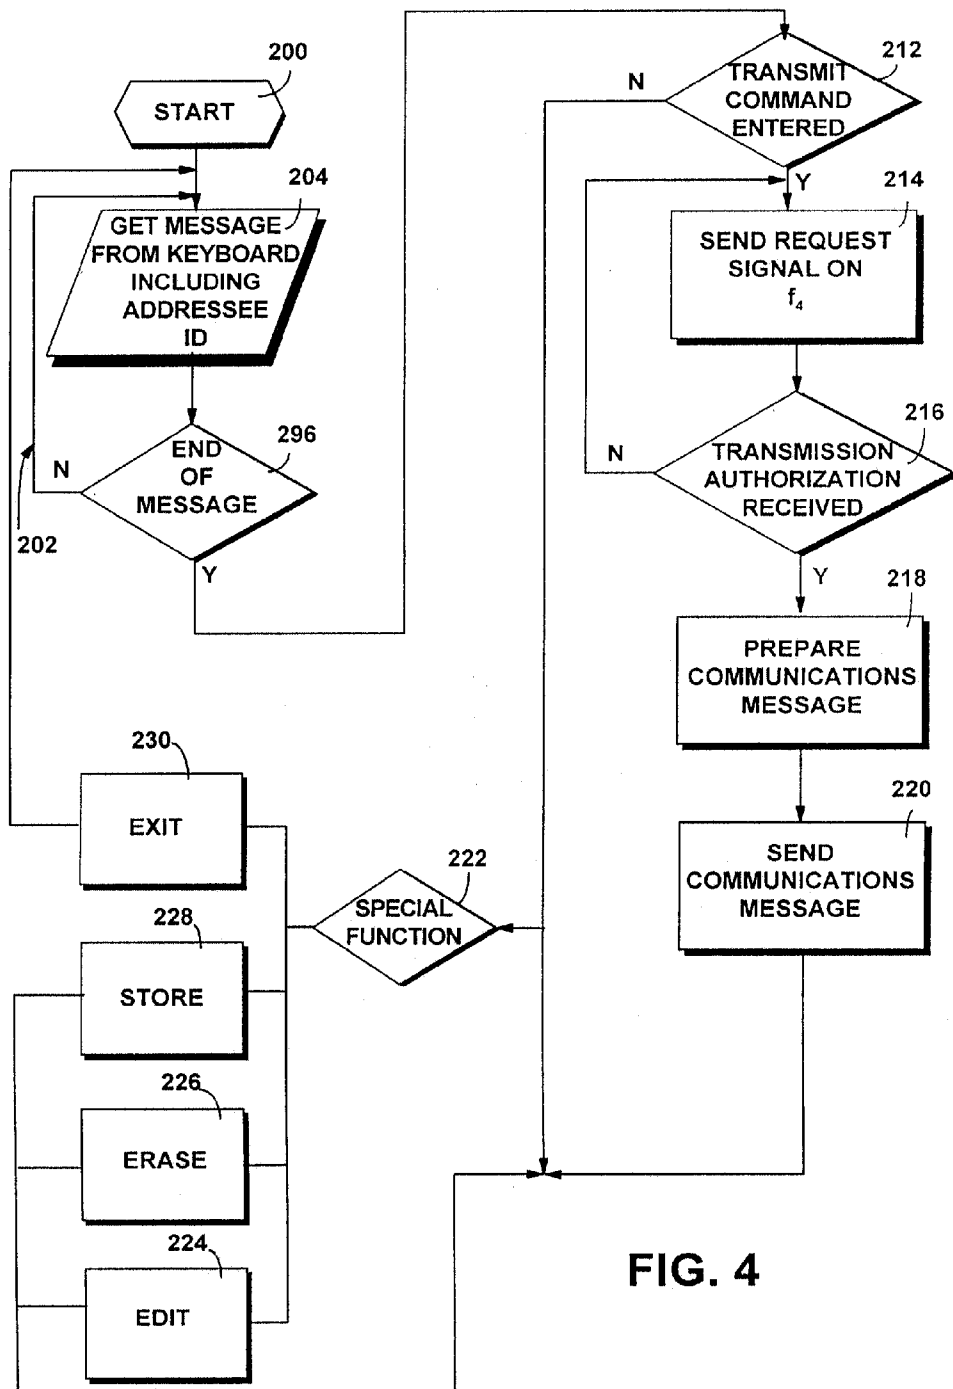 200
START
204
GET MESSAGE
FROM KEYBOARD
INCLUDING
ADDRESSEE
ID
END
OF
MESSAGE
296
N
202
Y
212
TRANSMIT
COMMAND
ENTERED
N
Y
214
SEND REQUEST
SIGNAL ON
f4
216
TRANSMISSION
AUTHORIZATION
RECEIVED
N
Y
218
PREPARE
COMMUNICATIONS
MESSAGE
220
SEND
COMMUNICATIONS
MESSAGE
222
SPECIAL
FUNCTION
230
EXIT
228
STORE
226
ERASE
224
EDIT
FIG. 4